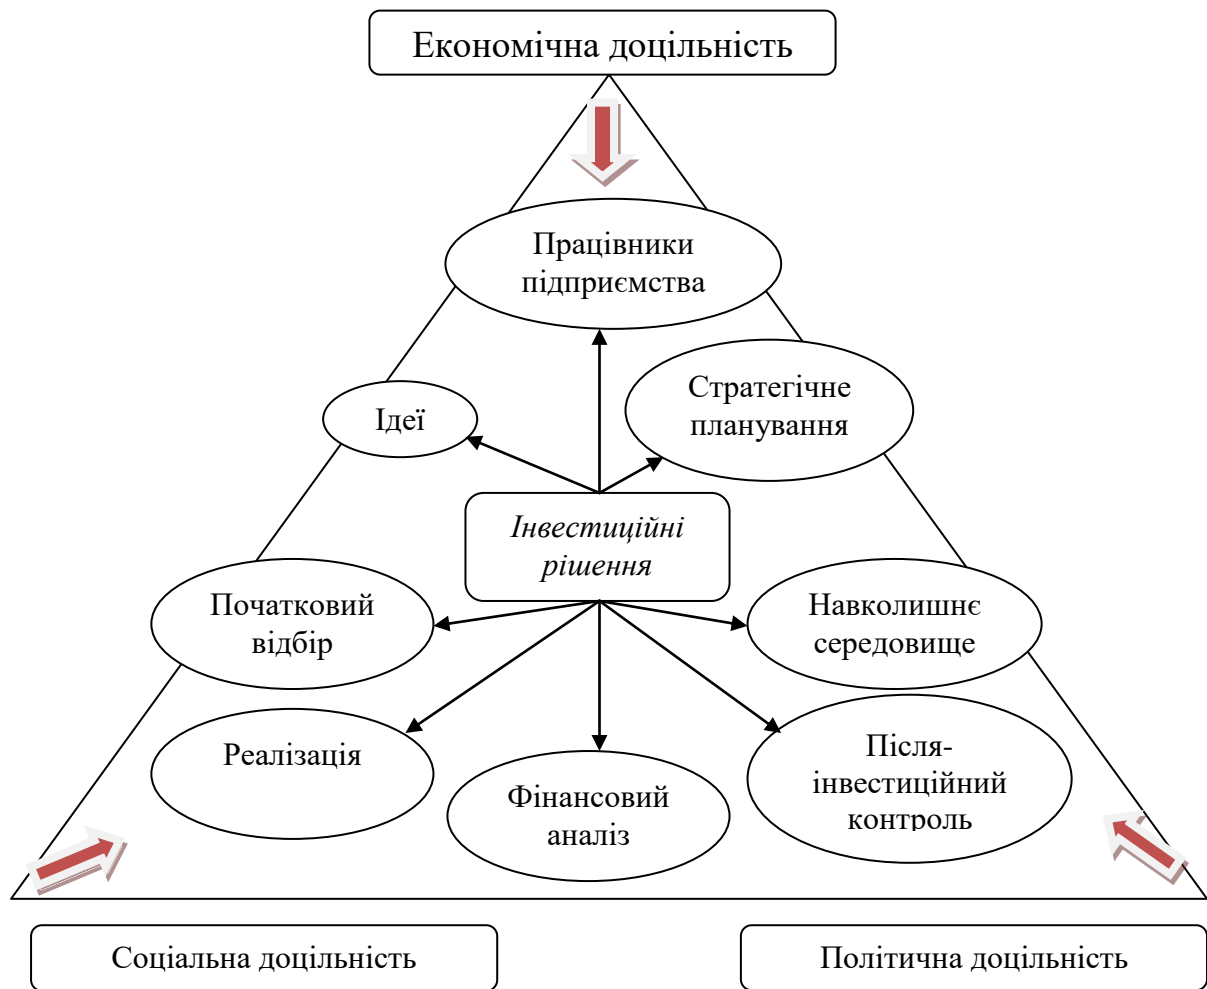 Економічна доцільність
Працівники
підприємства
Стратегічне
планування
Ідеї
Інвестиційні
рішення
Початковий
відбір
Навколишнє
середовище
Реалізація
Після-
інвестиційний
контроль
Фінансовий
аналіз
Соціальна доцільність
Політична доцільність